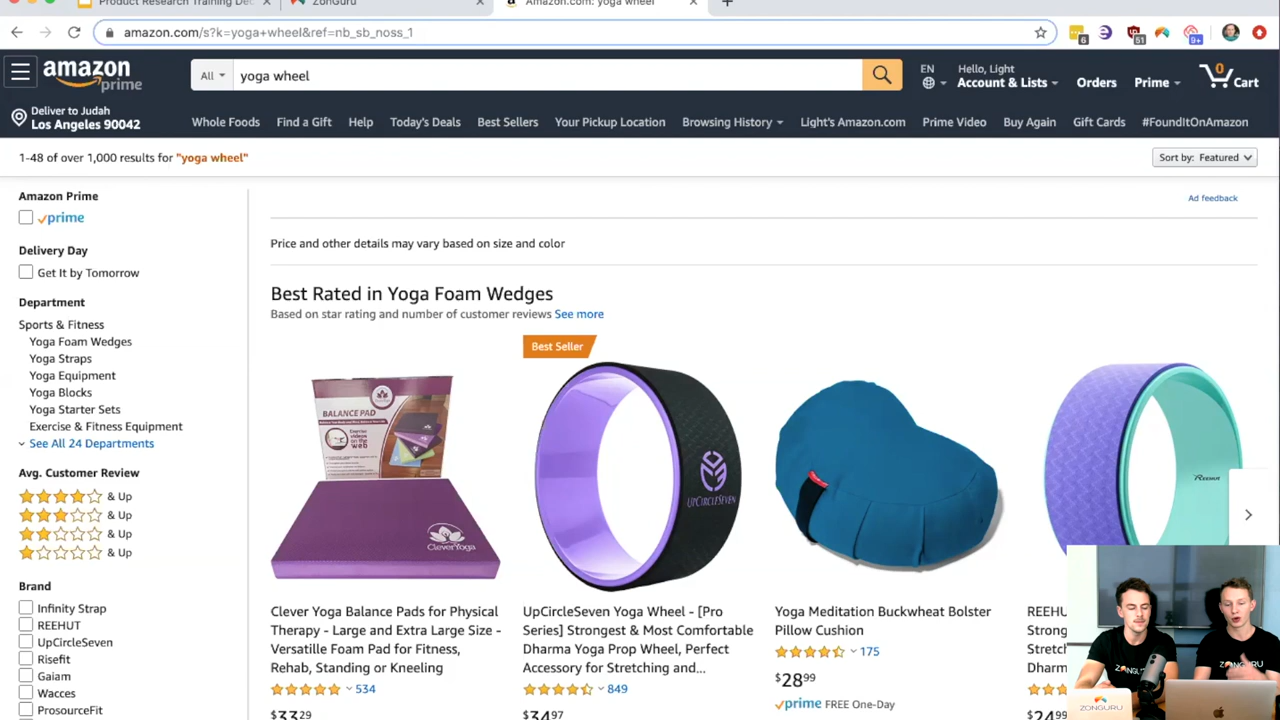 Product Research Training Dec
ZonGuru
Amazon.com: yoga wheel
amazon.com/s?k=yoga+wheel&ref=nb_sb_noss_1
6
51
9+
amazon
prime
All
yoga wheel
EN
Hello, Light
Account & Lists
Orders
Prime
0
Cart
Deliver to Judah
Los Angeles 90042
Whole Foods
Find a Gift
Help
Today's Deals
Best Sellers
Your Pickup Location
Browsing History
Light's Amazon.com
Prime Video
Buy Again
Gift Cards
#FoundItOnAmazon
1-48 of over 1,000 results for "yoga wheel"
Sort by: Featured
Amazon Prime
prime
Delivery Day
Get It by Tomorrow
Department
Sports & Fitness
Yoga Foam Wedges
Yoga Straps
Yoga Equipment
Yoga Blocks
Yoga Starter Sets
Exercise & Fitness Equipment
See All 24 Departments
Avg. Customer Review
& Up
& Up
& Up
& Up
Brand
Infinity Strap
REEHUT
UpCircleSeven
Risefit
Gaiam
Wacces
ProsourceFit
Ad feedback
Price and other details may vary based on size and color
Best Rated in Yoga Foam Wedges
Based on star rating and number of customer reviews See more
BALANCE PAD
CleverYoga
Clever Yoga Balance Pads for Physical
Therapy - Large and Extra Large Size -
Versatile Foam Pad for Fitness,
Rehab, Standing or Kneeling
534
$33.29
Best Seller
UPCIRCLESEVEN
UpCircleSeven Yoga Wheel - [Pro
Series] Strongest & Most Comfortable
Dharma Yoga Prop Wheel, Perfect
Accessory for Stretching and...
849
$34.97
Yoga Meditation Buckwheat Bolster
Pillow Cushion
175
$28.99
prime FREE One-Day
REEHUT
REEHU
Strong
Stretch
Dharm
$24.99
ZONGURU
ZONGURU
ZONGURU